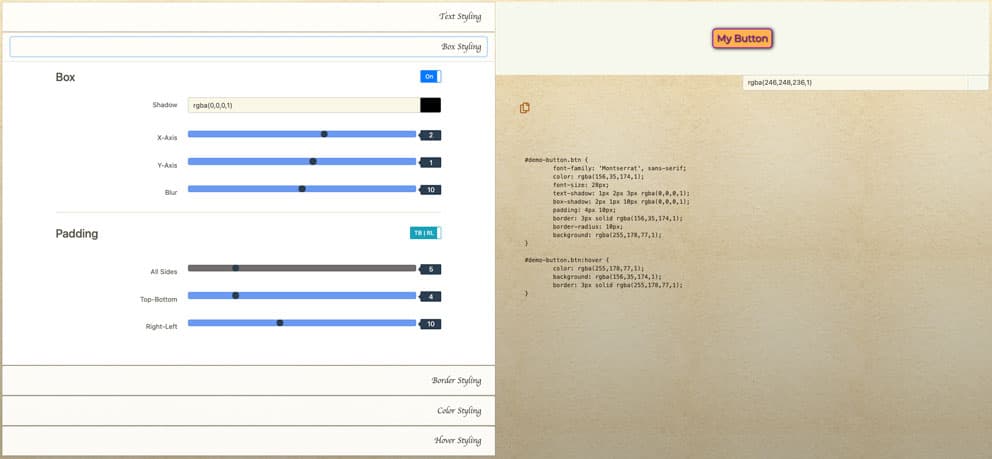 Text Styling
Box Styling
Box
On
Shadow
rgba(0,0,0,1)
X-Axis
2
Y-Axis
1
Blur
10
Padding
TB | RL
All Sides
5
Top-Bottom
4
Right-Left
10
Border Styling
Color Styling
Hover Styling
My Button
rgba(246,248,236,1)
#demo-button.btn {
font-family: 'Montserrat', sans-serif;
color: rgba(156,35,174,1);
font-size: 28px;
text-shadow: 1px 2px 3px rgba(0,0,0,1);
box-shadow: 2px 1px 10px rgba(0,0,0,1);
padding: 4px 10px;
border: 3px solid rgba(156,35,174,1);
border-radius: 10px;
background: rgba(255,178,77,1);
}
#demo-button.btn:hover {
color: rgba(255,178,77,1);
background: rgba(156,35,174,1);
border: 3px solid rgba(255,178,77,1);
}